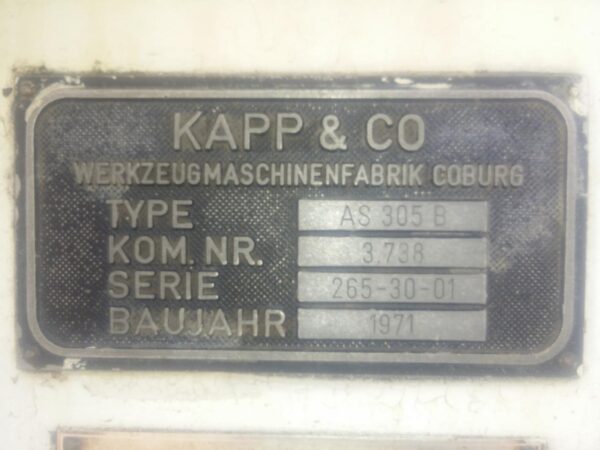 KAPP & CO
WERKZEUGMASCHINENFABRIK COBURG
TYPE AS 305 B
KOM. NR. 3.738
SERIE 265-30-01
BAUJAHR 1971